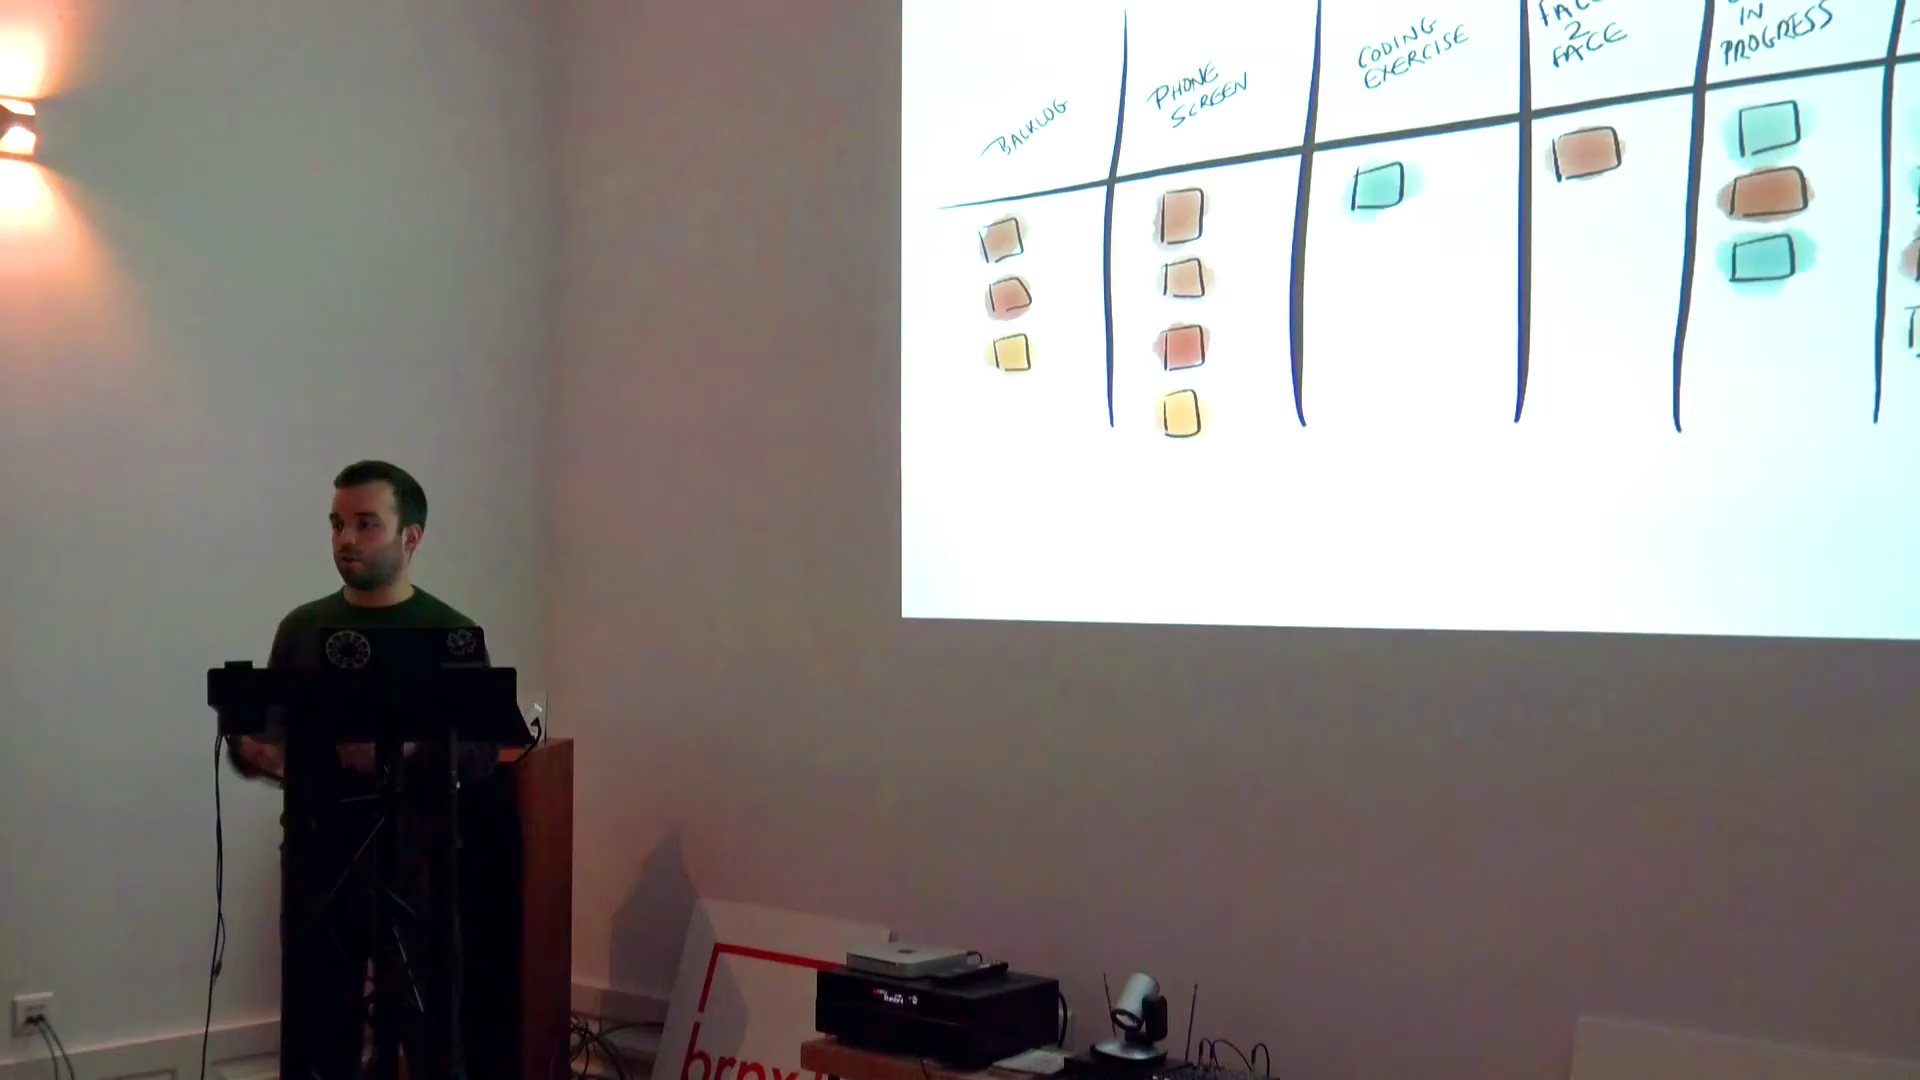 BACKLOG
PHONE
SCREEN
CODING
EXERCISE
2
FACE
IN
PROGRESS